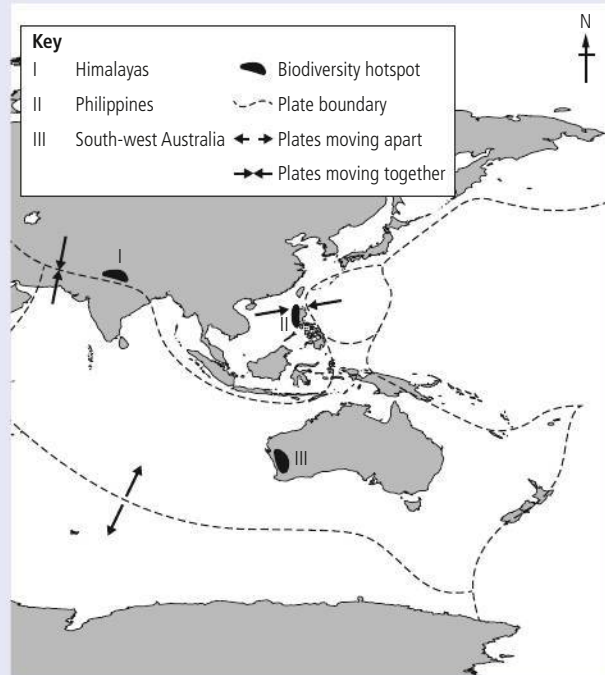 Key
I Himalayas
II Philippines
III South-west Australia
Biodiversity hotspot
Plate boundary
Plates moving apart
Plates moving together
N
I
II
III